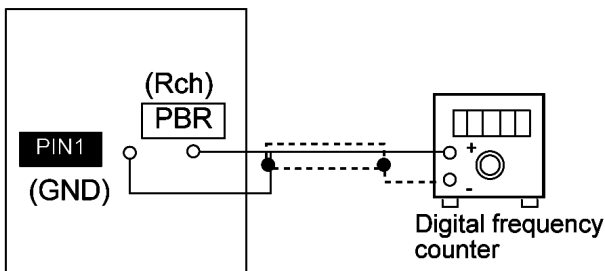 (Rch)
PBR
PIN1
(GND)
+
-
Digital frequency
counter